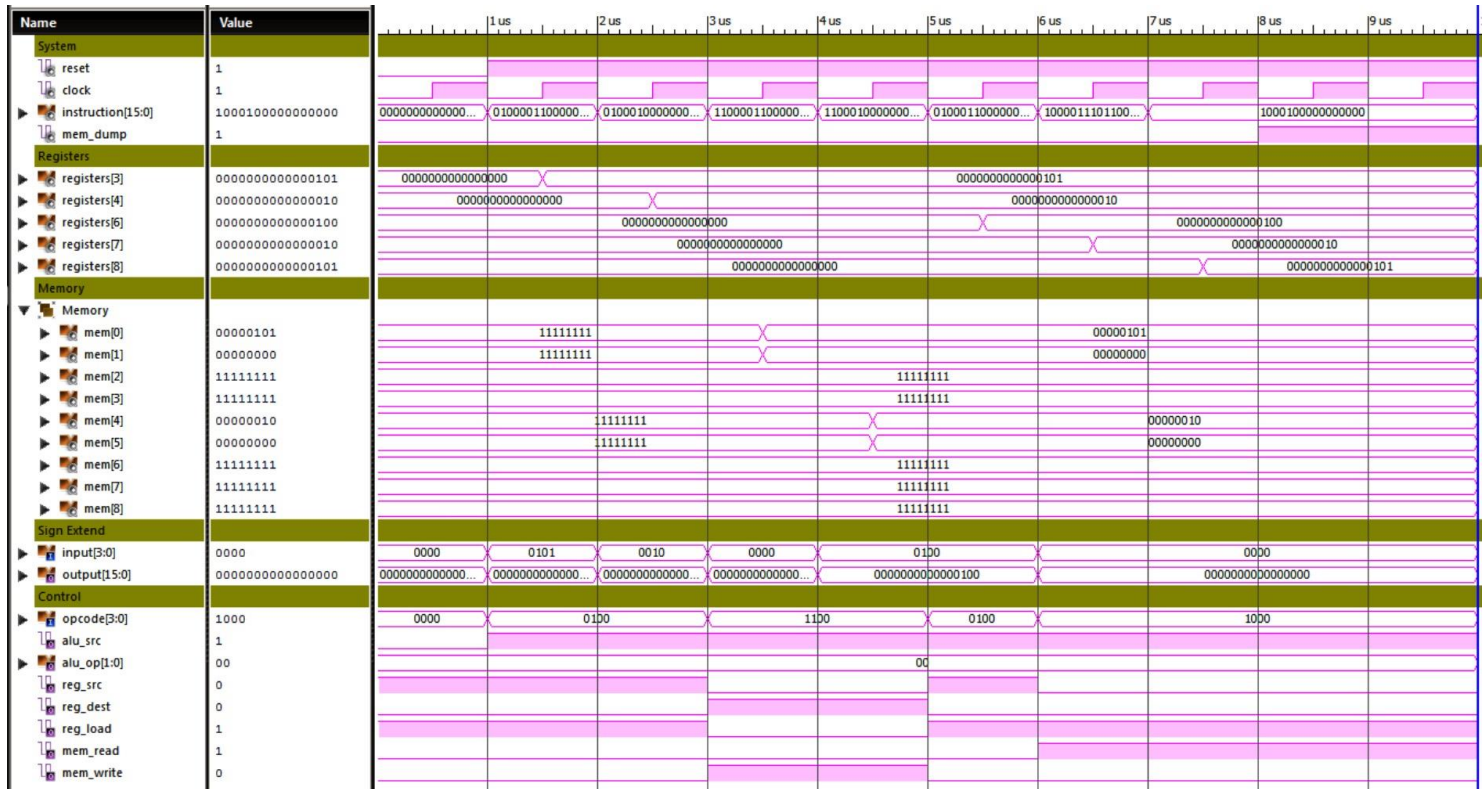 Name Value 1 us 2 us 3 us 4 us 5 us 6 us 7 us 8 us 9 us
System
reset 1
clock 1
instruction[15:0] 1000100000000000 0000000000000... 0100001100000... 0100010000000... 1100001100000... 1100010000000... 0100011000000... 1000011101100... 1000100000000000
mem_dump 1
Registers
registers[3] 0000000000000101 0000000000000000 0000000000000101
registers[4] 0000000000000010 0000000000000000 0000000000000010
registers[6] 0000000000000100 0000000000000000 0000000000000100
registers[7] 0000000000000010 0000000000000000 0000000000000010
registers[8] 0000000000000101 0000000000000000 0000000000000101
Memory
Memory
mem[0] 00000101 11111111 00000101
mem[1] 00000000 11111111 00000000
mem[2] 11111111 11111111
mem[3] 11111111 11111111
mem[4] 00000010 11111111 00000010
mem[5] 00000000 11111111 00000000
mem[6] 11111111 11111111
mem[7] 11111111 11111111
mem[8] 11111111 11111111
Sign Extend
input[3:0] 0000 0000 0101 0010 0000 0100 0000
output[15:0] 0000000000000000 0000000000000... 0000000000000... 0000000000000... 0000000000000... 0000000000000100 0000000000000000
Control
opcode[3:0] 1000 0000 0100 1100 0100 1000
alu_src 1
alu_op[1:0] 00 00
reg_src 0
reg_dest 0
reg_load 1
mem_read 1
mem_write 0